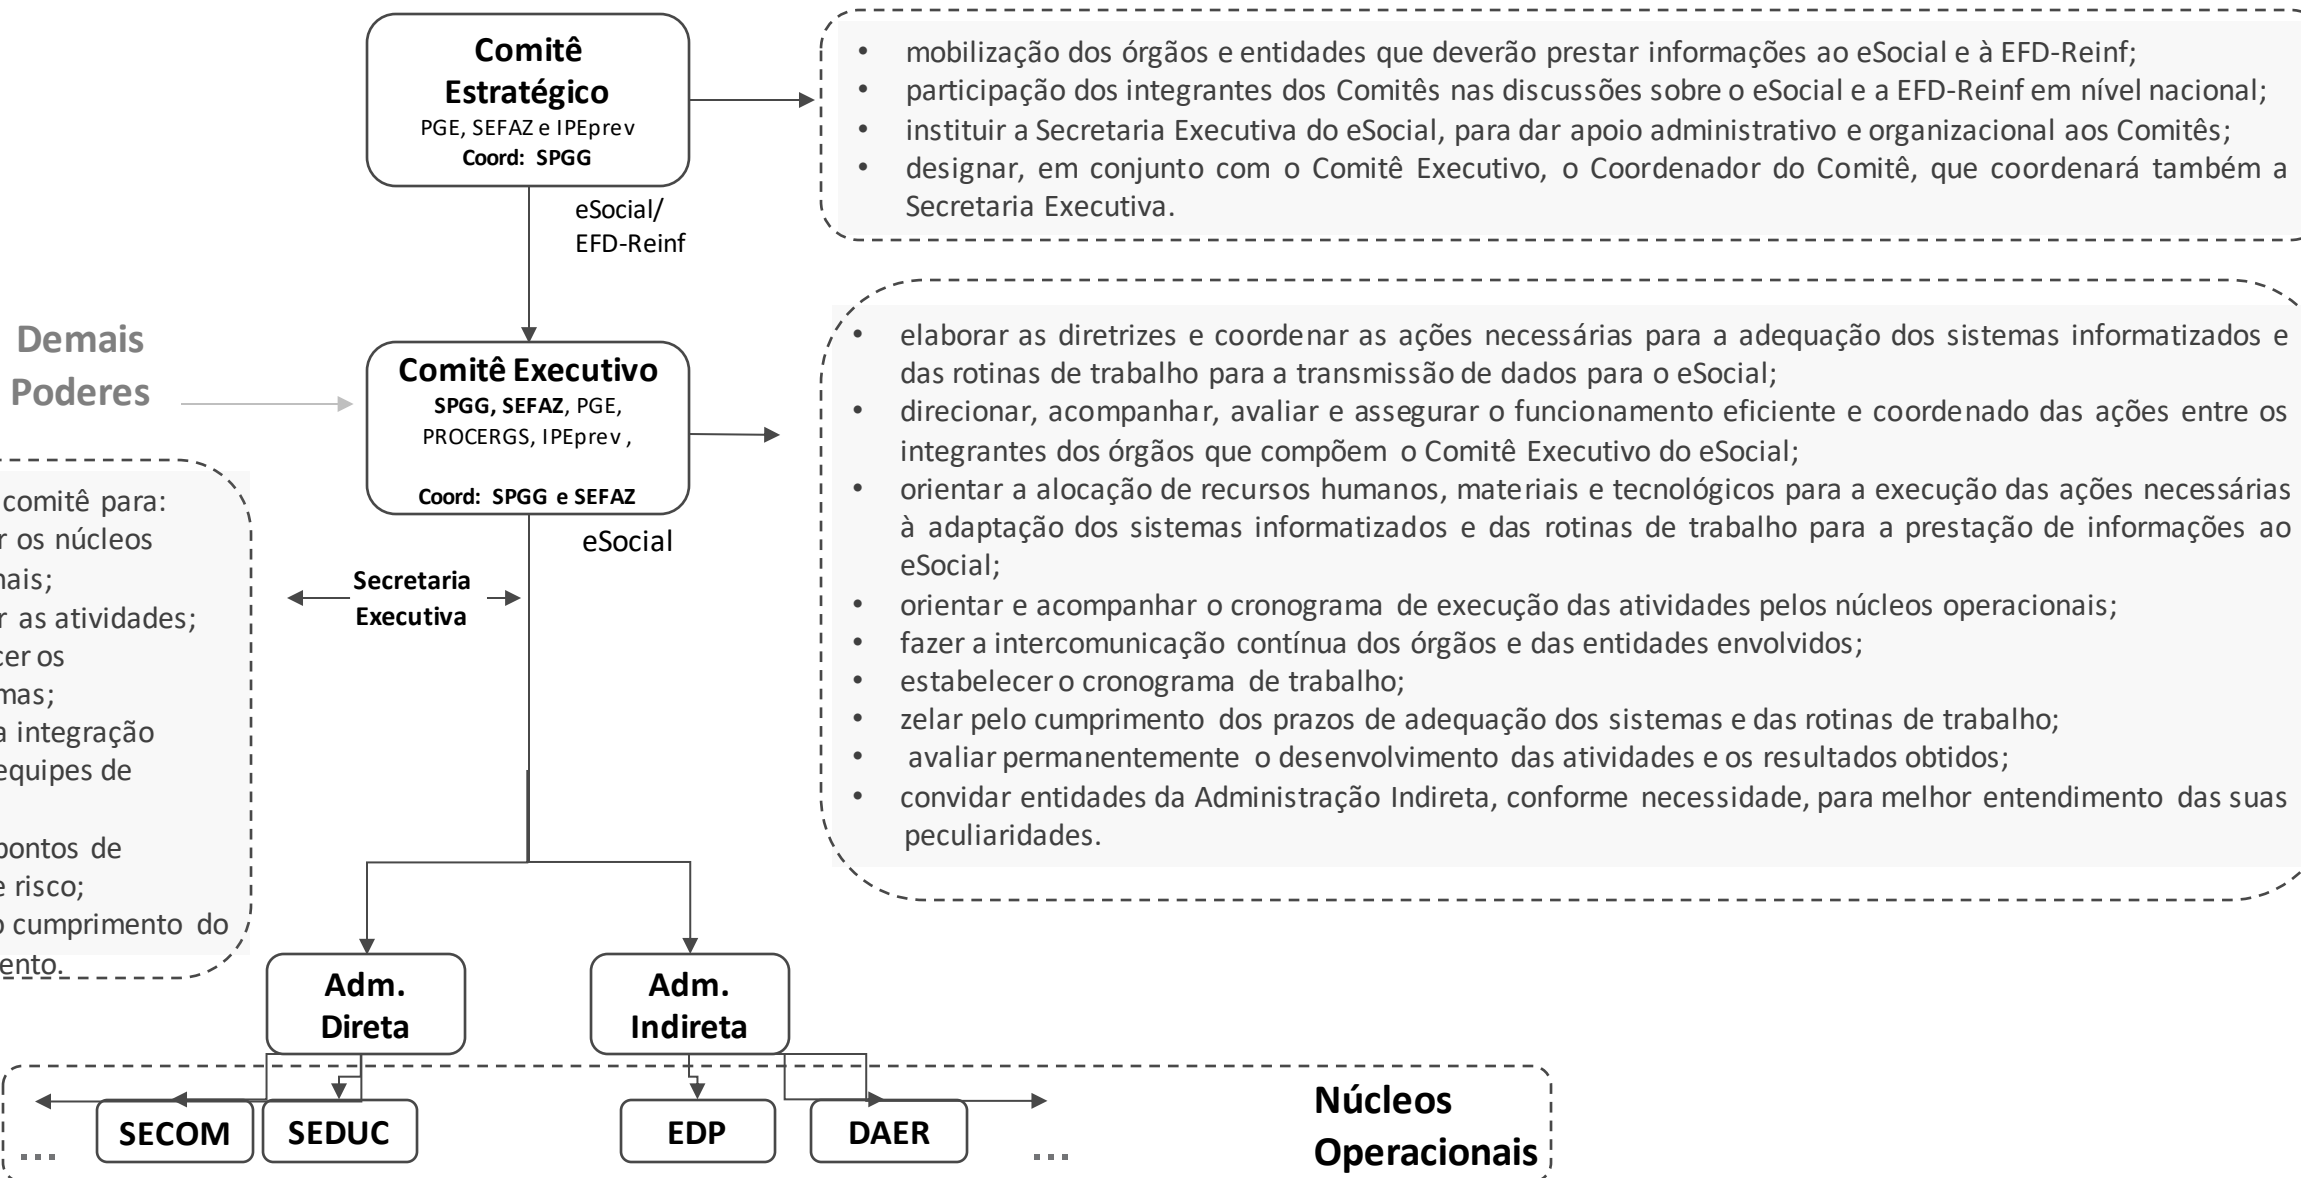 Comitê
Estratégico
PGE, SEFAZ e IPEprev
Coord: SPGG
• mobilização dos órgãos e entidades que deverão prestar informações ao eSocial e à EFD-Reinf;
• participação dos integrantes dos Comitês nas discussões sobre o eSocial e a EFD-Reinf em nível nacional;
• instituir a Secretaria Executiva do eSocial, para dar apoio administrativo e organizacional aos Comitês;
• designar, em conjunto com o Comitê Executivo, o Coordenador do Comitê, que coordenará também a
Secretaria Executiva.
eSocial/
EFD-Reinf
Demais
Poderes
Comitê Executivo
SPGG, SEFAZ, PGE,
PROCERGS, IPEprev ,
Coord: SPGG e SEFAZ
eSocial
• elaborar as diretrizes e coordenar as ações necessárias para a adequação dos sistemas informatizados e
das rotinas de trabalho para a transmissão de dados para o eSocial;
• direcionar, acompanhar, avaliar e assegurar o funcionamento eficiente e coordenado das ações entre os
integrantes dos órgãos que compõem o Comitê Executivo do eSocial;
• orientar a alocação de recursos humanos, materiais e tecnológicos para a execução das ações necessárias
à adaptação dos sistemas informatizados e das rotinas de trabalho para a prestação de informações ao
eSocial;
• orientar e acompanhar o cronograma de execução das atividades pelos núcleos operacionais;
• fazer a intercomunicação contínua dos órgãos e das entidades envolvidos;
• estabelecer o cronograma de trabalho;
• zelar pelo cumprimento dos prazos de adequação dos sistemas e das rotinas de trabalho;
• avaliar permanentemente o desenvolvimento das atividades e os resultados obtidos;
• convidar entidades da Administração Indireta, conforme necessidade, para melhor entendimento das suas
peculiaridades.
comitê para:
r os núcleos
nais;
r as atividades;
cer os
mas;
a integração
equipes de
pontos de
e risco;
o cumprimento do
ento.
Secretaria
Executiva
Adm.
Direta
Adm.
Indireta
... SECOM SEDUC EDP DAER ...
Núcleos
Operacionais